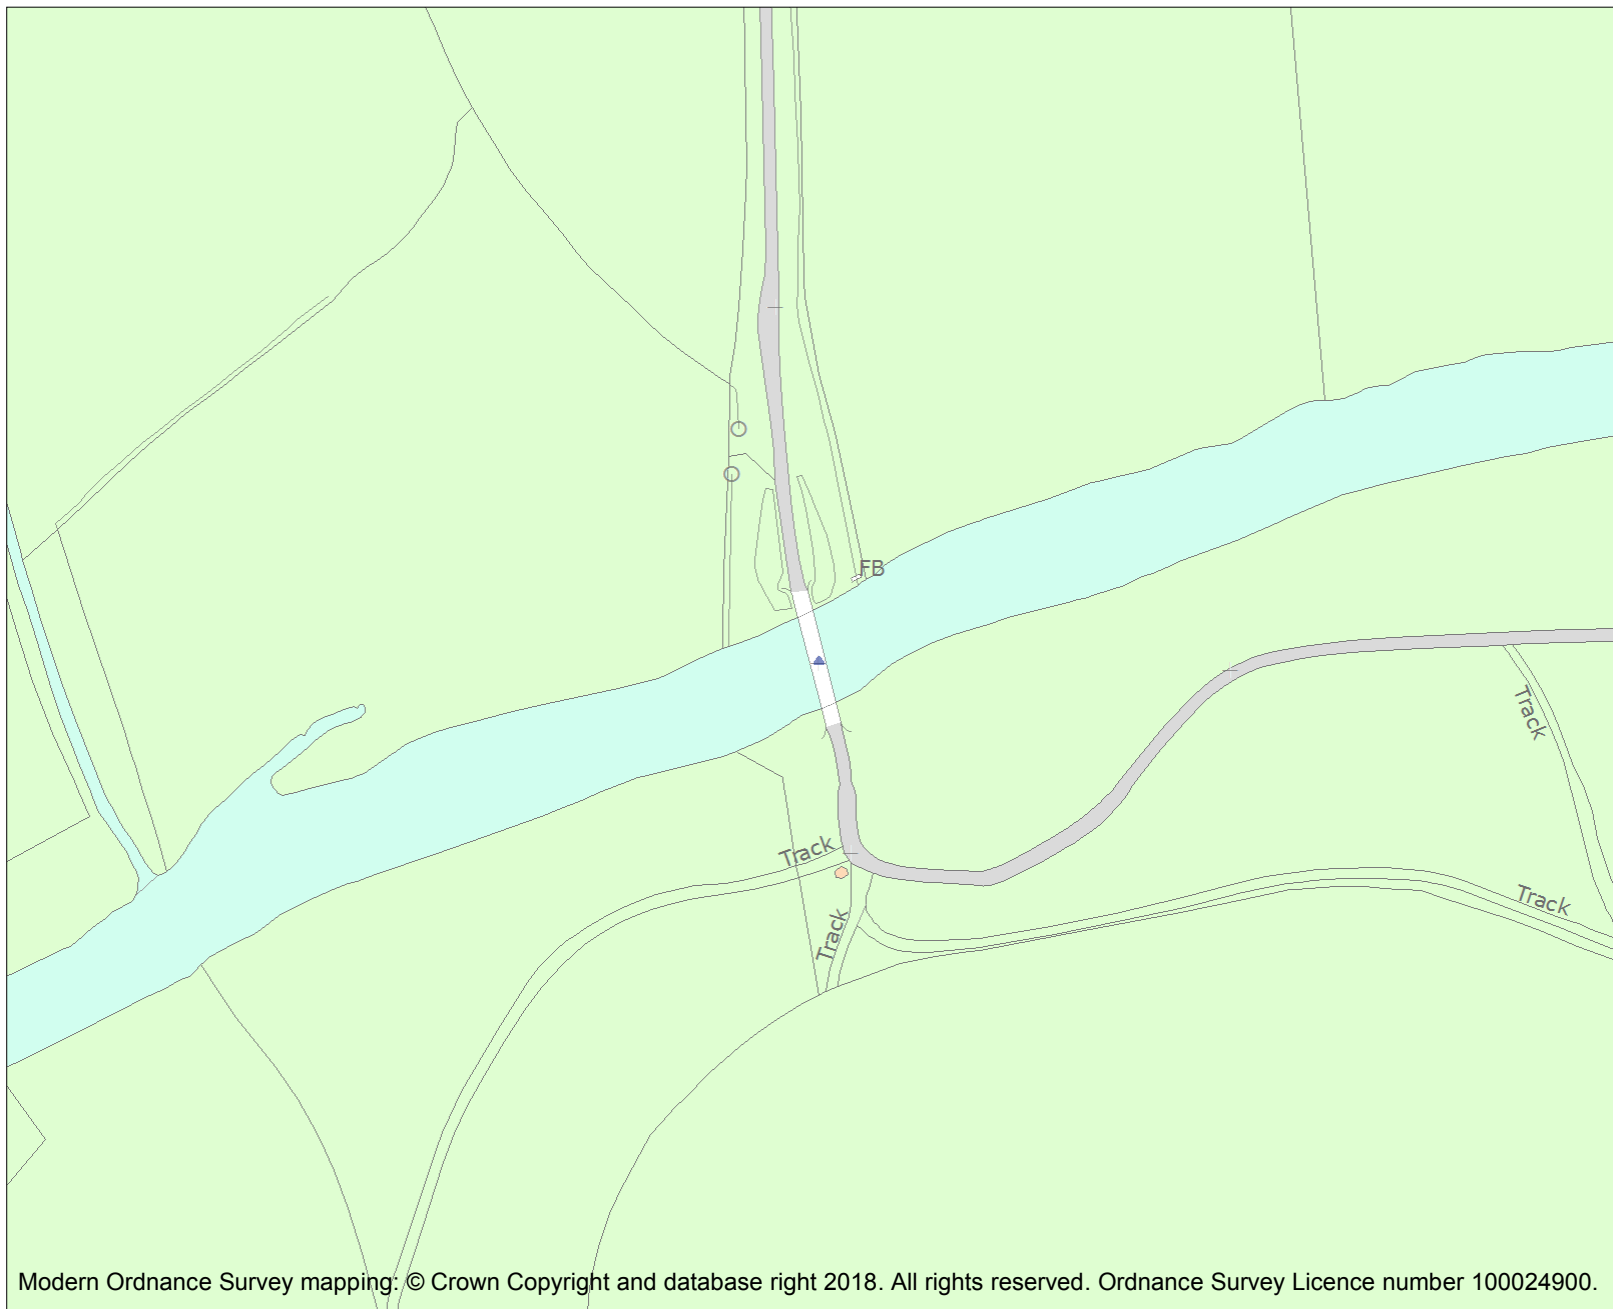 FB
Track
Track
Track
Track
Modern Ordnance Survey mapping: © Crown Copyright and database right 2018. All rights reserved. Ordnance Survey Licence number 100024900.